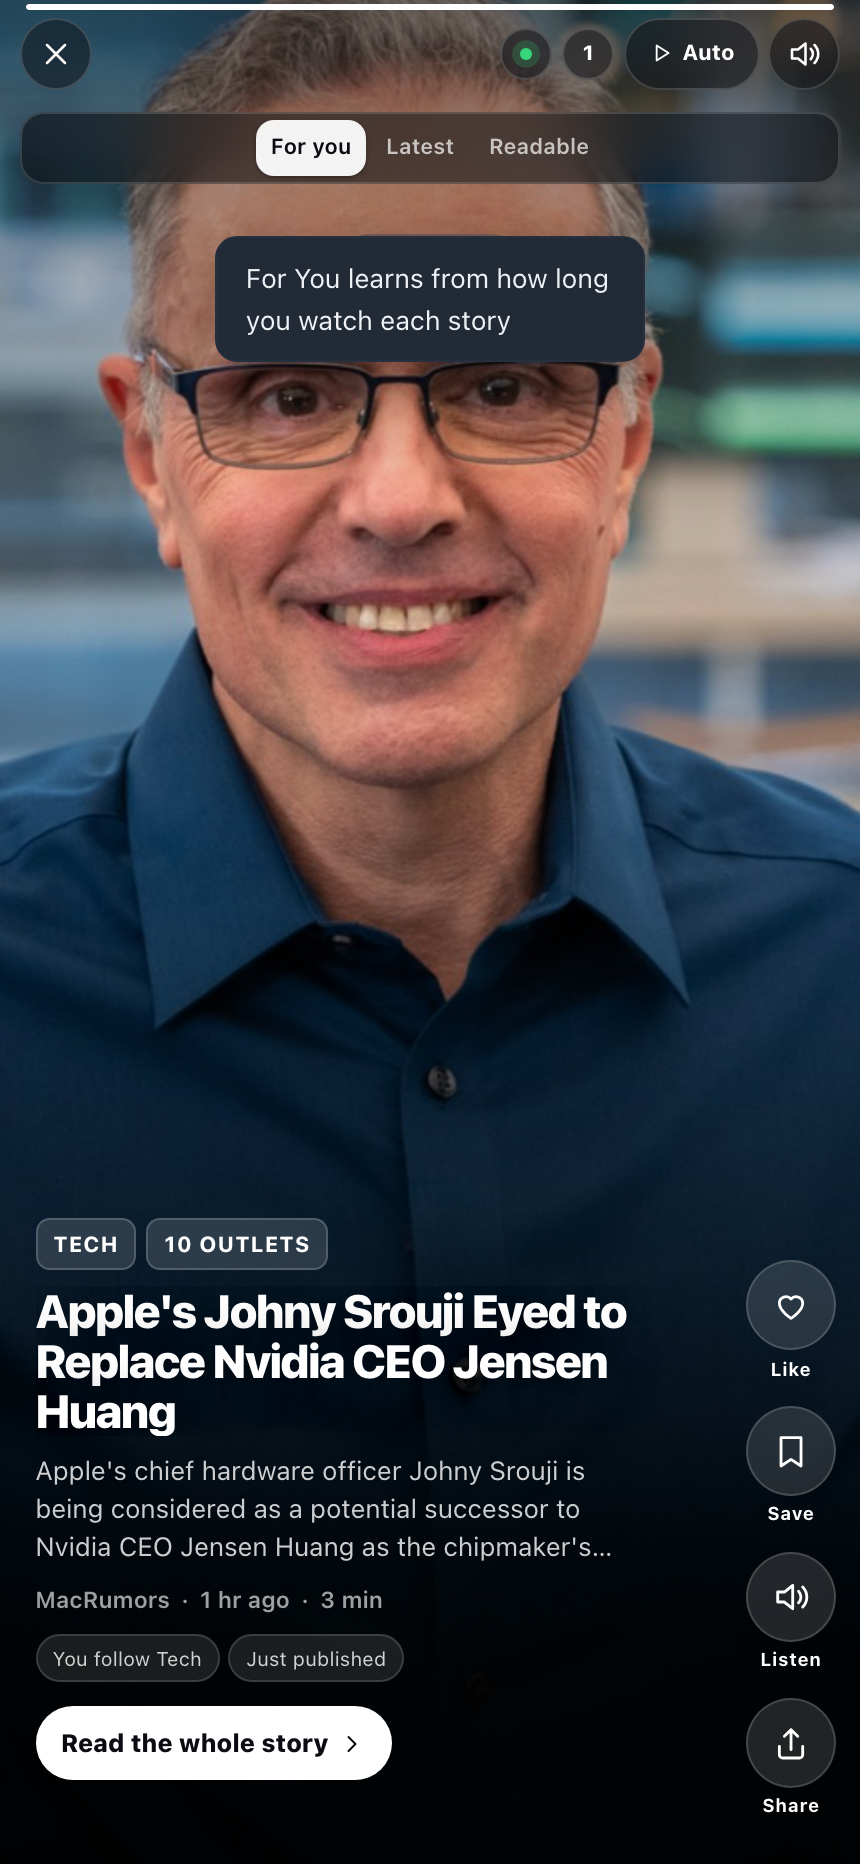 1
Auto
For you
Latest
Readable
For You learns from how long
you watch each story
TECH
10 OUTLETS
Apple's Johny Srouji Eyed to
Replace Nvidia CEO Jensen
Huang
Apple's chief hardware officer Johny Srouji is
being considered as a potential successor to
Nvidia CEO Jensen Huang as the chipmaker's...
MacRumors · 1 hr ago · 3 min
You follow Tech
Just published
Read the whole story
Like
Save
Listen
Share